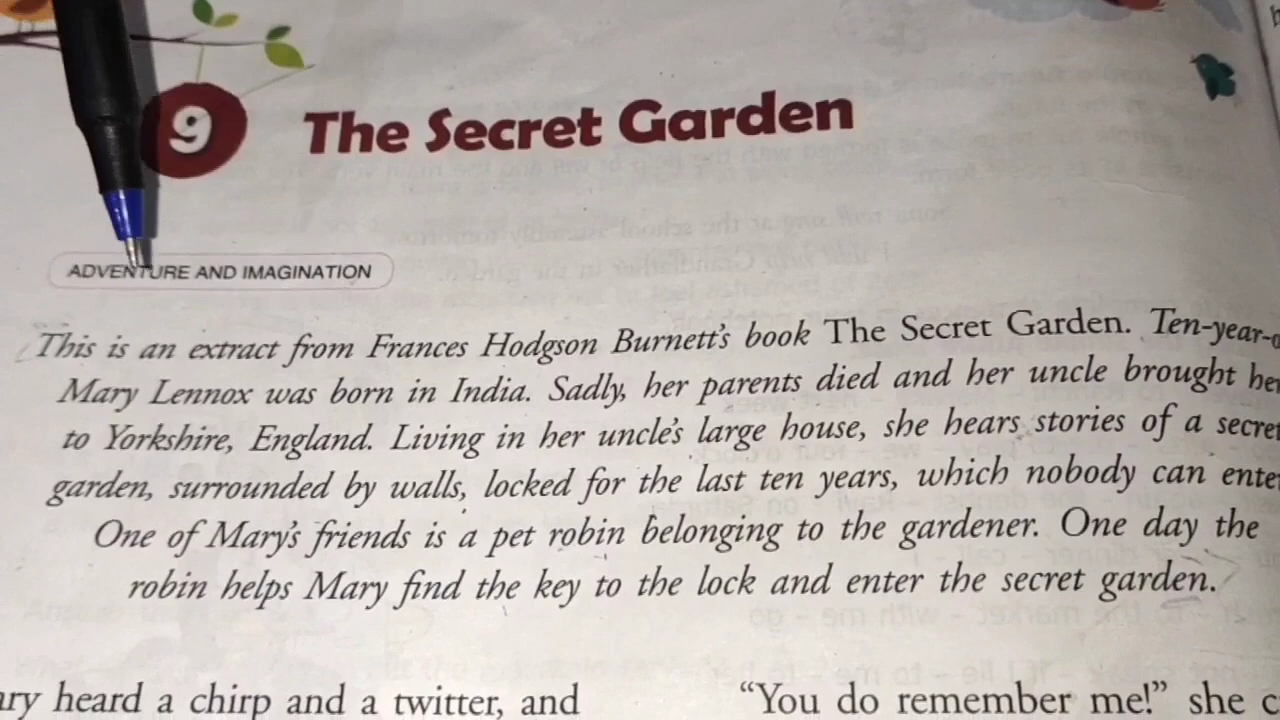 9 The Secret Garden
ADVENTURE AND IMAGINATION
This is an extract from Frances Hodgson Burnett's book The Secret Garden. Ten-year-
Mary Lennox was born in India. Sadly, her parents died and her uncle brought her
to Yorkshire, England. Living in her uncle's large house, she hears stories of a secret
garden, surrounded by walls, locked for the last ten years, which nobody can enter
One of Mary's friends is a pet robin belonging to the gardener. One day the
robin helps Mary find the key to the lock and enter the secret garden.
ary heard a chirp and a twitter, and
“You do remember me!” she c